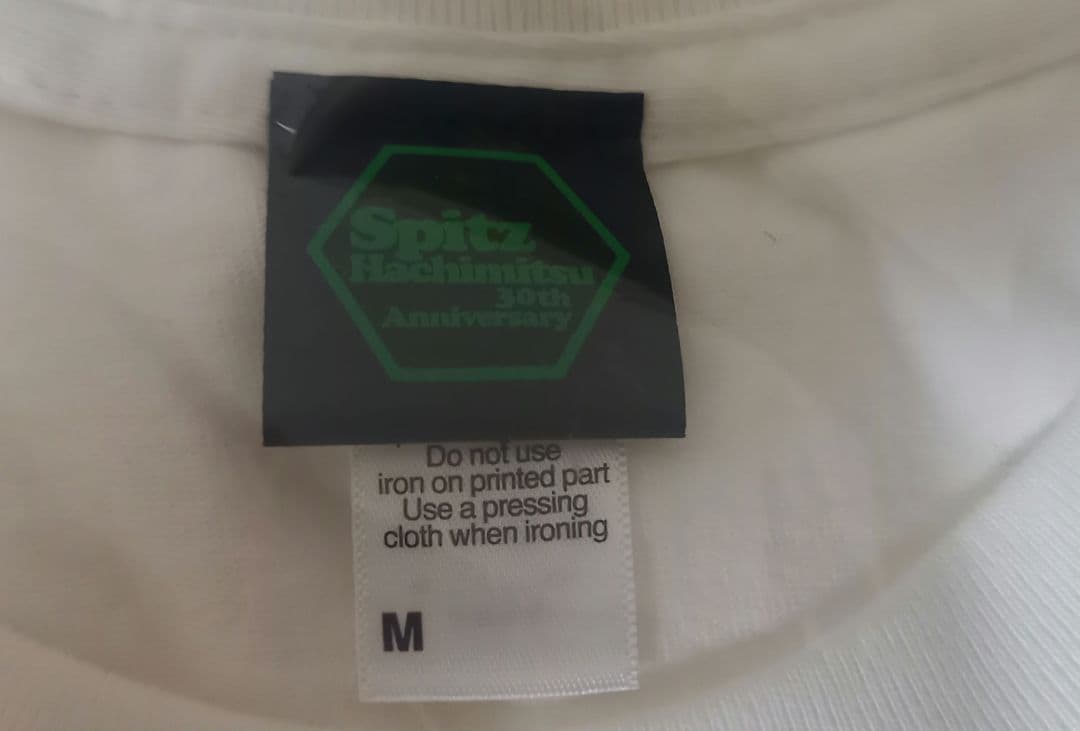 Spitz
Hachimitsu
30th
Anniversary
Do not use
iron on printed part
Use a pressing
cloth when ironing
M